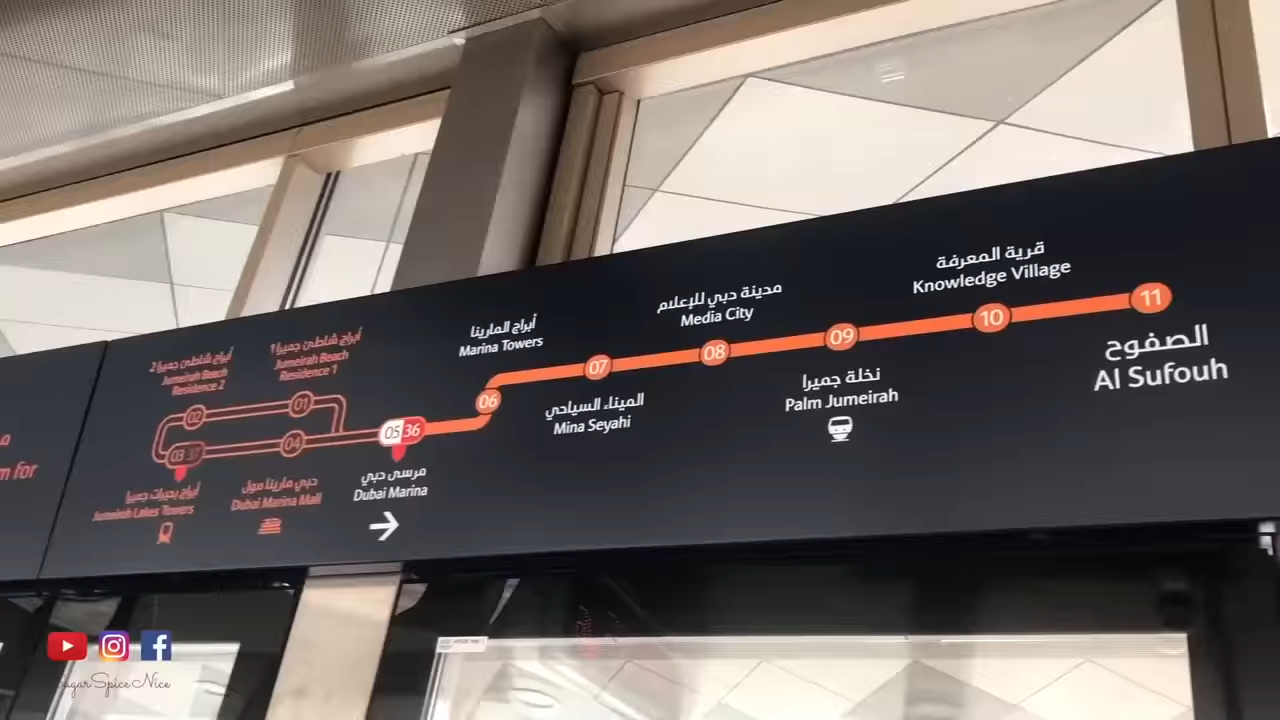 أبراج شاطئ جميرا 2
Jumeirah Beach
Residence 2
أبراج شاطئ جميرا 1
Jumeirah Beach
Residence 1
أبراج المارينا
Marina Towers
مدينة دبي للإعلام
Media City
قرية المعرفة
Knowledge Village
02
01
03 37
04
05 36
06
07
08
09
10
11
m for
أبراج بحيرات جميرا
Jumeirah Lakes Towers
دبي مارينا مول
Dubai Marina Mall
مرسى دبي
Dubai Marina
الميناء السياحي
Mina Seyahi
نخلة جميرا
Palm Jumeirah
الصفوح
Al Sufouh
SugarSpiceNice